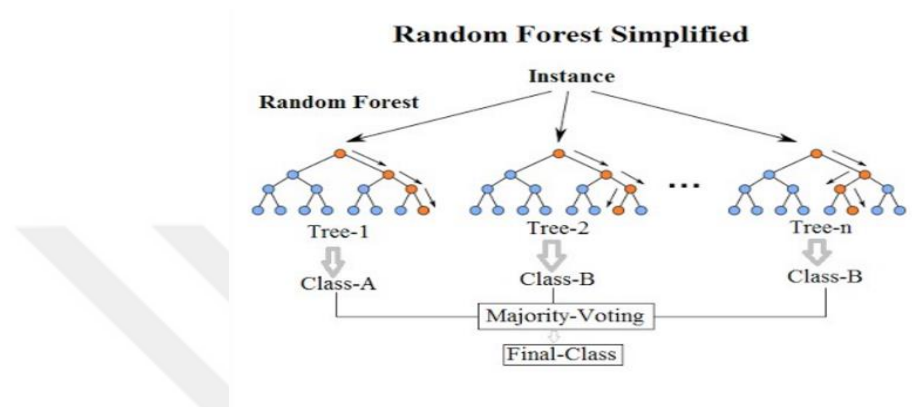 Random Forest Simplified
Instance
Random Forest
...
Tree-1 Tree-2 Tree-n
Class-A Class-B Class-B
Majority-Voting
Final-Class